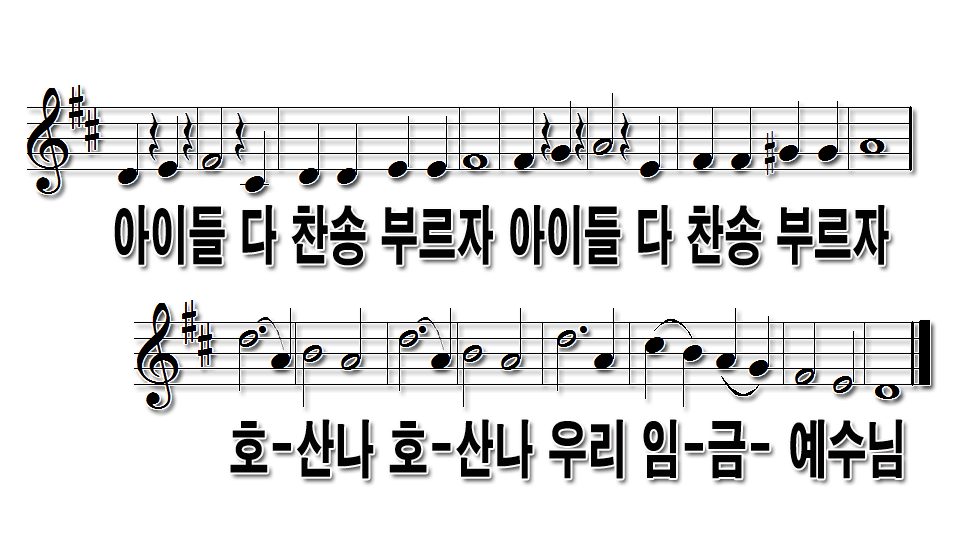 아이들 다 찬송 부르자 아이들 다 찬송 부르자
호-산나 호-산나 우리 임-금- 예수님